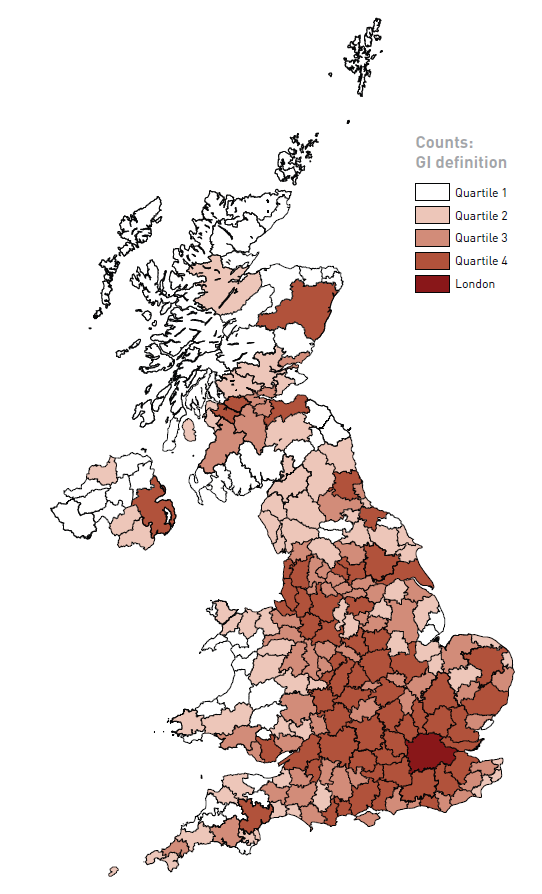 Counts:
GI definition
Quartile 1
Quartile 2
Quartile 3
Quartile 4
London